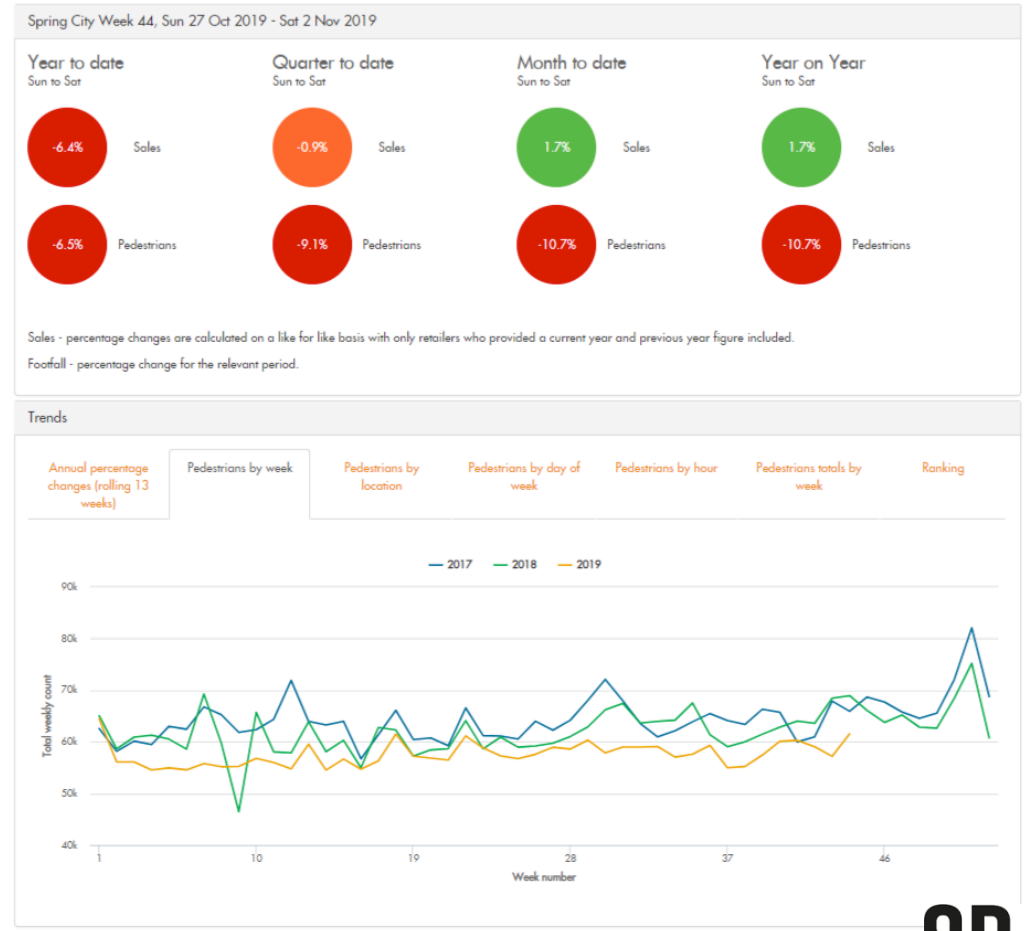 Spring City Week 44, Sun 27 Oct 2019 - Sat 2 Nov 2019
Year to date
Quarter to date
Month to date
Year on Year
Sun to Sat
Sun to Sat
Sun to Sat
Sun to Sat
-6.4%
Sales
-0.9%
Sales
1.7%
Sales
1.7%
Sales
-6.5%
Pedestrians
-9.1%
Pedestrians
-10.7%
Pedestrians
-10.7%
Pedestrians
Sales - percentage changes are calculated on a like for like basis with only retailers who provided a current year and previous year figure included.
Footfall - percentage change for the relevant period.
Trends
Annual percentage
changes (rolling 13
weeks)
Pedestrians by week
Pedestrians by
location
Pedestrians by day of
week
Pedestrians by hour
Pedestrians totals by
week
Ranking
2017
2018
2019
Total weekly count
90k
80k
70k
60k
50k
40k
1
10
19
28
37
46
Week number